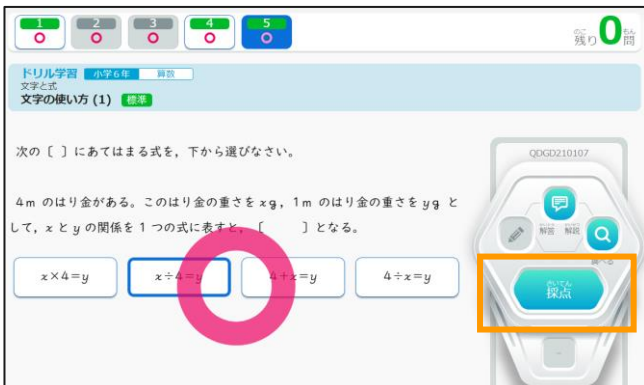 1 2 3 4 5
残り0問
のこ もん
ドリル学習 小学6年 算数
文字と式
文字の使い方 (1) 標準
次の〔 〕にあてはまる式を，下から選びなさい。
QDGD210107
4m のはり金がある。このはり金の重さをxg，1m のはり金の重さをyg と
して，xとyの関係を1つの式に表すと，〔 〕となる。
解答 解説
調べる
x×4=y
x÷4=y
4+x=y
4÷x=y
さいてん
採点